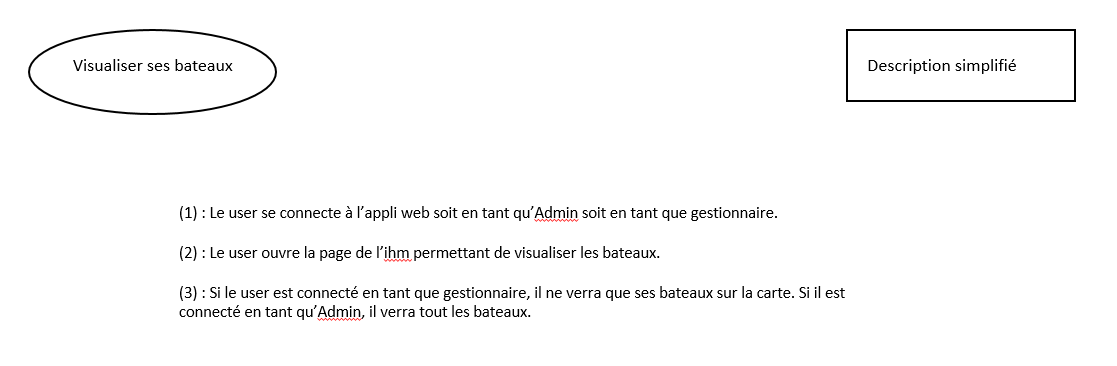 Visualiser ses bateaux
Description simplifié
(1) : Le user se connecte à l’appli web soit en tant qu’Admin soit en tant que gestionnaire.
(2) : Le user ouvre la page de l’ihm permettant de visualiser les bateaux.
(3) : Si le user est connecté en tant que gestionnaire, il ne verra que ses bateaux sur la carte. Si il est
connecté en tant qu’Admin, il verra tout les bateaux.